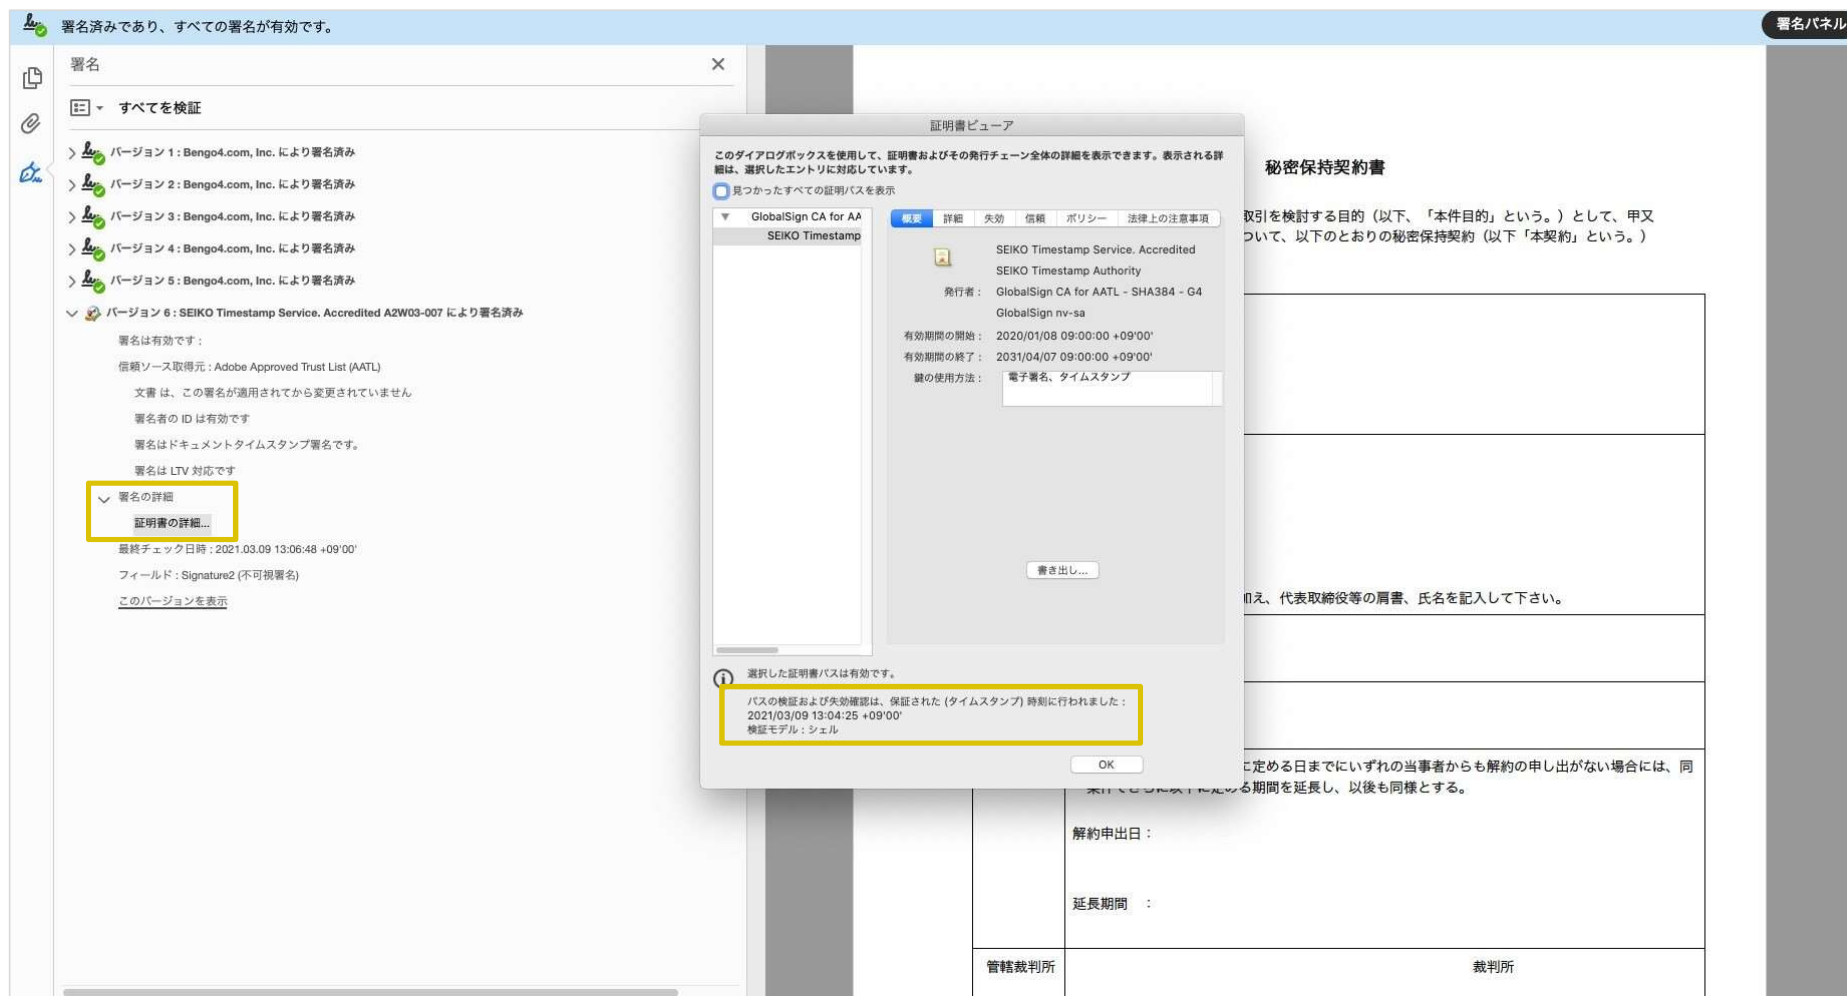 署名済みであり、すべての署名が有効です。
署名パネル
署名
すべてを検証
バージョン 1 : Bengo4.com, Inc. により署名済み
バージョン 2 : Bengo4.com, Inc. により署名済み
バージョン 3 : Bengo4.com, Inc. により署名済み
バージョン 4 : Bengo4.com, Inc. により署名済み
バージョン 5 : Bengo4.com, Inc. により署名済み
バージョン 6 : SEIKO Timestamp Service. Accredited A2W03-007 により署名済み
署名は有効です :
信頼ソース取得元 : Adobe Approved Trust List (AATL)
文書 は、この署名が適用されてから変更されていません
署名者の ID は有効です
署名はドキュメントタイムスタンプ署名です。
署名は LTV 対応です
署名の詳細
証明書の詳細...
最終チェック日時 : 2021.03.09 13:06:48 +09'00'
フィールド : Signature2 (不可視署名)
このバージョンを表示
証明書ビューア
このダイアログボックスを使用して、証明書およびその発行チェーン全体の詳細を表示できます。表示される詳
細は、選択したエントリに対応しています。
見つかったすべての証明パスを表示
GlobalSign CA for AA
SEIKO Timestamp
概要 詳細 失効 信頼 ポリシー 法律上の注意事項
SEIKO Timestamp Service. Accredited
SEIKO Timestamp Authority
発行者 : GlobalSign CA for AATL - SHA384 - G4
GlobalSign nv-sa
有効期間の開始 : 2020/01/08 09:00:00 +09'00'
有効期間の終了 : 2031/04/07 09:00:00 +09'00'
鍵の使用方法 : 電子署名、タイムスタンプ
書き出し...
選択した証明書パスは有効です。
パスの検証および失効確認は、保証された (タイムスタンプ) 時刻に行われました :
2021/03/09 13:04:25 +09'00'
検証モデル : シェル
OK
秘密保持契約書
取引を検討する目的（以下、「本件目的」という。）として、甲又
ついて、以下のとおりの秘密保持契約（以下「本契約」という。）
加え、代表取締役等の肩書、氏名を記入して下さい。
に定める日までにいずれの当事者からも解約の申し出がない場合には、同
る期間を延長し、以後も同様とする。
解約申出日：
延長期間　：
管轄裁判所
裁判所